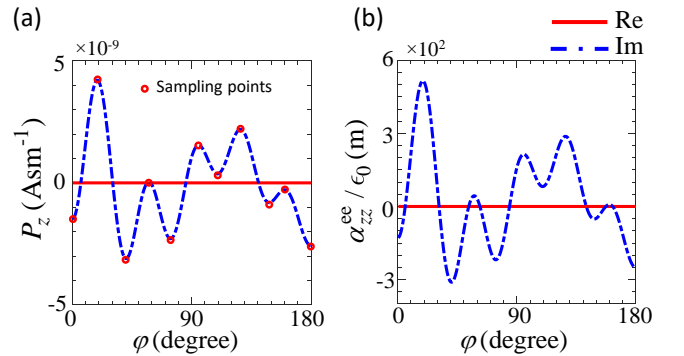 (a)
×10⁻⁹
5
0
-5
P_z (Asm⁻¹)
Sampling points
0
90
180
φ (degree)
(b)
Re
Im
×10²
6
3
0
-3
α_zz^ee / ϵ₀ (m)
0
90
180
φ (degree)